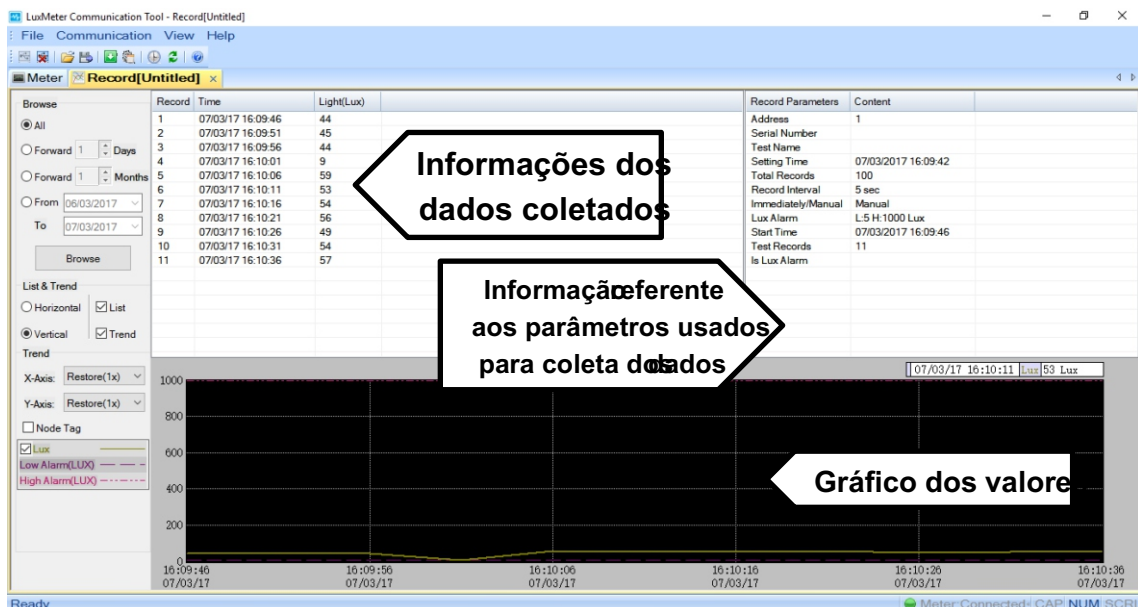 LuxMeter Communication Tool - Record[Untitled]
File Communication View Help
Meter Record[Untitled] ×
Browse
All
Forward 1 Days
Forward 1 Months
From 06/03/2017
To 07/03/2017
Browse
List & Trend
Horizontal List
Vertical Trend
Trend
X-Axis: Restore(1x)
Y-Axis: Restore(1x)
Node Tag
Lux
Low Alarm(LUX)
High Alarm(LUX)
Record Time Light(Lux)
1 07/03/17 16:09:46 44
2 07/03/17 16:09:51 45
3 07/03/17 16:09:56 44
4 07/03/17 16:10:01 9
5 07/03/17 16:10:06 59
6 07/03/17 16:10:11 53
7 07/03/17 16:10:16 54
8 07/03/17 16:10:21 56
9 07/03/17 16:10:26 49
10 07/03/17 16:10:31 54
11 07/03/17 16:10:36 57
Informações dos
dados coletados
Record Parameters Content
Address 1
Serial Number
Test Name
Setting Time 07/03/2017 16:09:42
Total Records 100
Record Interval 5 sec
Immediately/Manual Manual
Lux Alarm L:5 H:1000 Lux
Start Time 07/03/2017 16:09:46
Test Records 11
Is Lux Alarm
Informação referente
aos parâmetros usados
para coleta dos dados
07/03/17 16:10:11 Lux 53 Lux
1000
800
600
400
200
0
Gráfico dos valore
16:09:46 16:09:56 16:10:06 16:10:16 16:10:26 16:10:36
07/03/17 07/03/17 07/03/17 07/03/17 07/03/17 07/03/17
Ready Meter Connected- CAP NUM SCRL